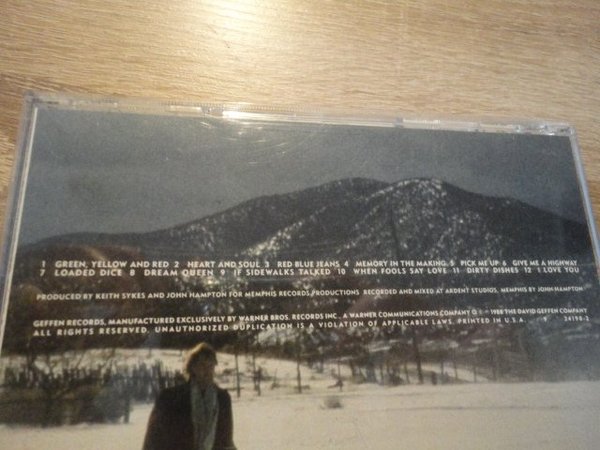 1 GREEN, YELLOW AND RED 2 HEART AND SOUL 3 RED BLUE JEANS 4 MEMORY IN THE MAKING 5 PICK ME UP 6 GIVE ME A HIGHWAY
7 LOADED DICE 8 DREAM QUEEN 9 IF SIDEWALKS TALKED 10 WHEN FOOLS SAY LOVE 11 DIRTY DISHES 12 I LOVE YOU
PRODUCED BY KEITH SYKES AND JOHN HAMPTON FOR MEMPHIS RECORDS/PRODUCTIONS RECORDED AND MIXED AT ARDENT STUDIOS, MEMPHIS BY JOHN HAMPTON
GEFFEN RECORDS, MANUFACTURED EXCLUSIVELY BY WARNER BROS. RECORDS INC., A WARNER COMMUNICATIONS COMPANY © ℗ 1988 THE DAVID GEFFEN COMPANY
ALL RIGHTS RESERVED. UNAUTHORIZED DUPLICATION IS A VIOLATION OF APPLICABLE LAWS. PRINTED IN U.S.A. 24198-2